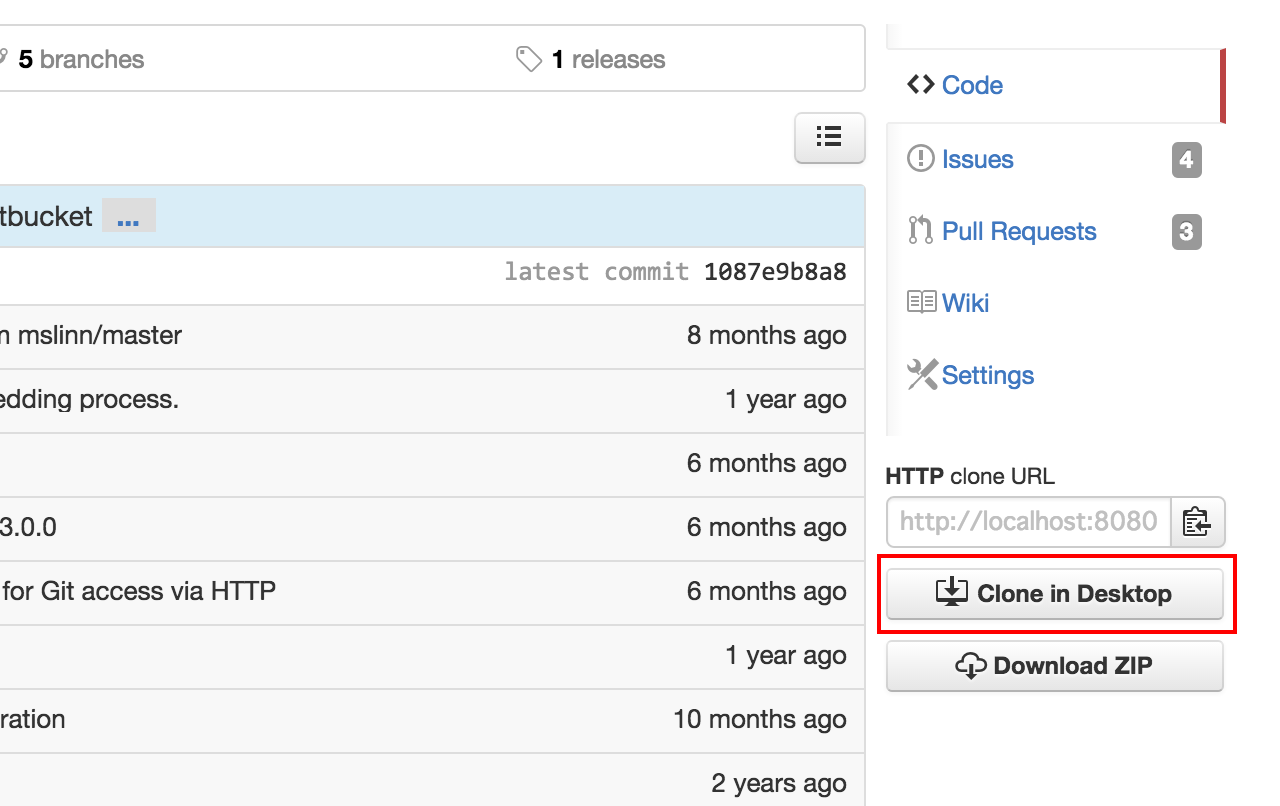 5 branches 1 releases
tbucket ...
latest commit 1087e9b8a8
m mslinn/master 8 months ago
edding process. 1 year ago
6 months ago
3.0.0 6 months ago
for Git access via HTTP 6 months ago
1 year ago
ration 10 months ago
2 years ago
Code
Issues 4
Pull Requests 3
Wiki
Settings
HTTP clone URL
http://localhost:8080
Clone in Desktop
Download ZIP